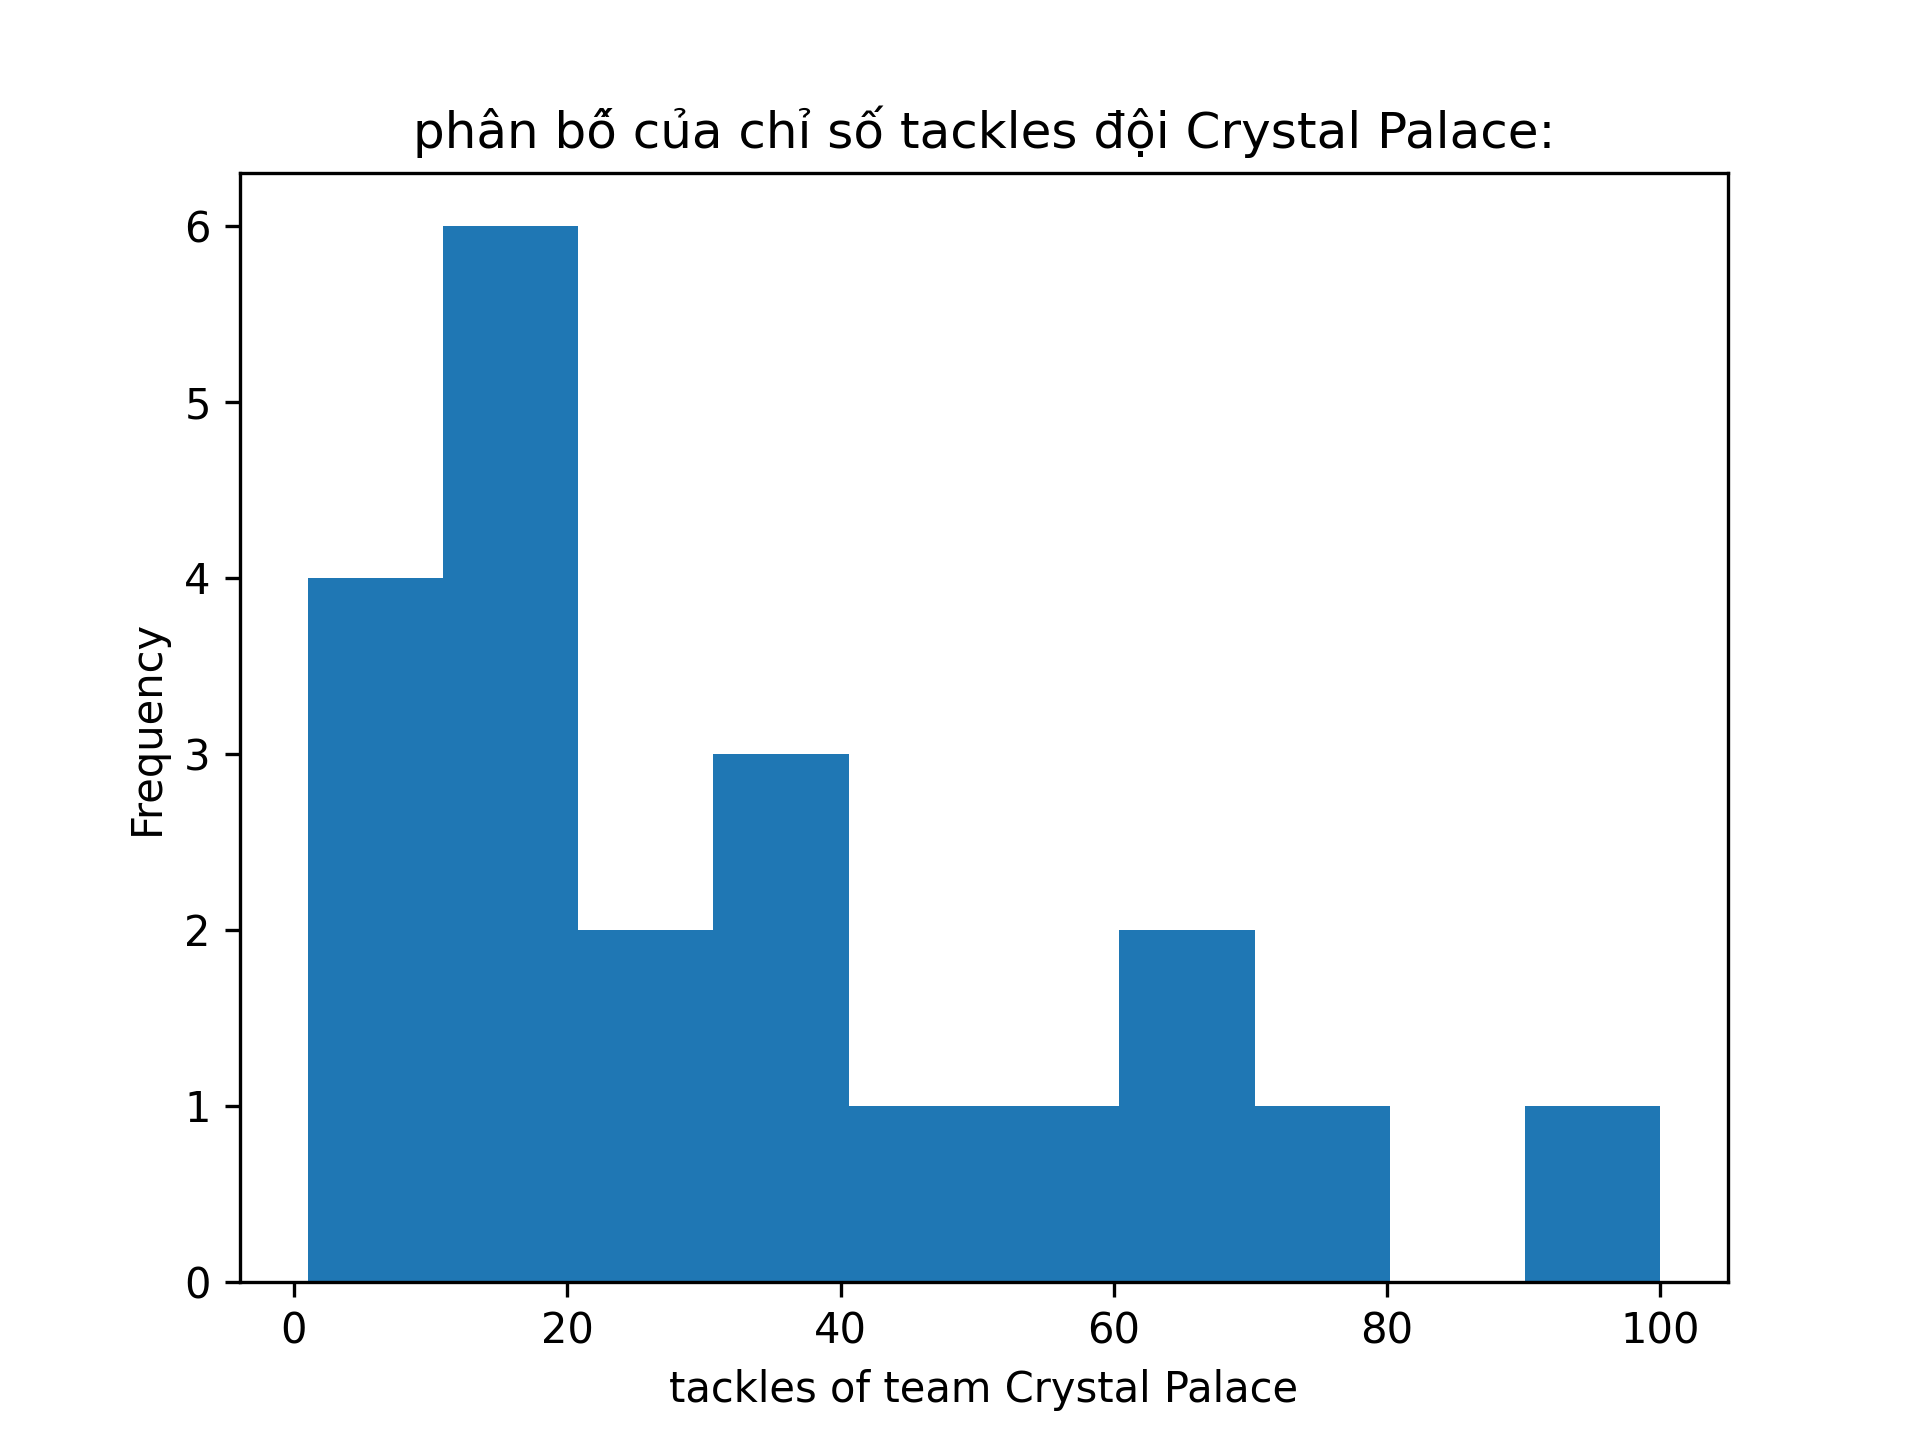 phân bố́ của chỉ số tackles đội Crystal Palace:
6
5
4
3
2
1
0
Frequency
0 20 40 60 80 100
tackles of team Crystal Palace